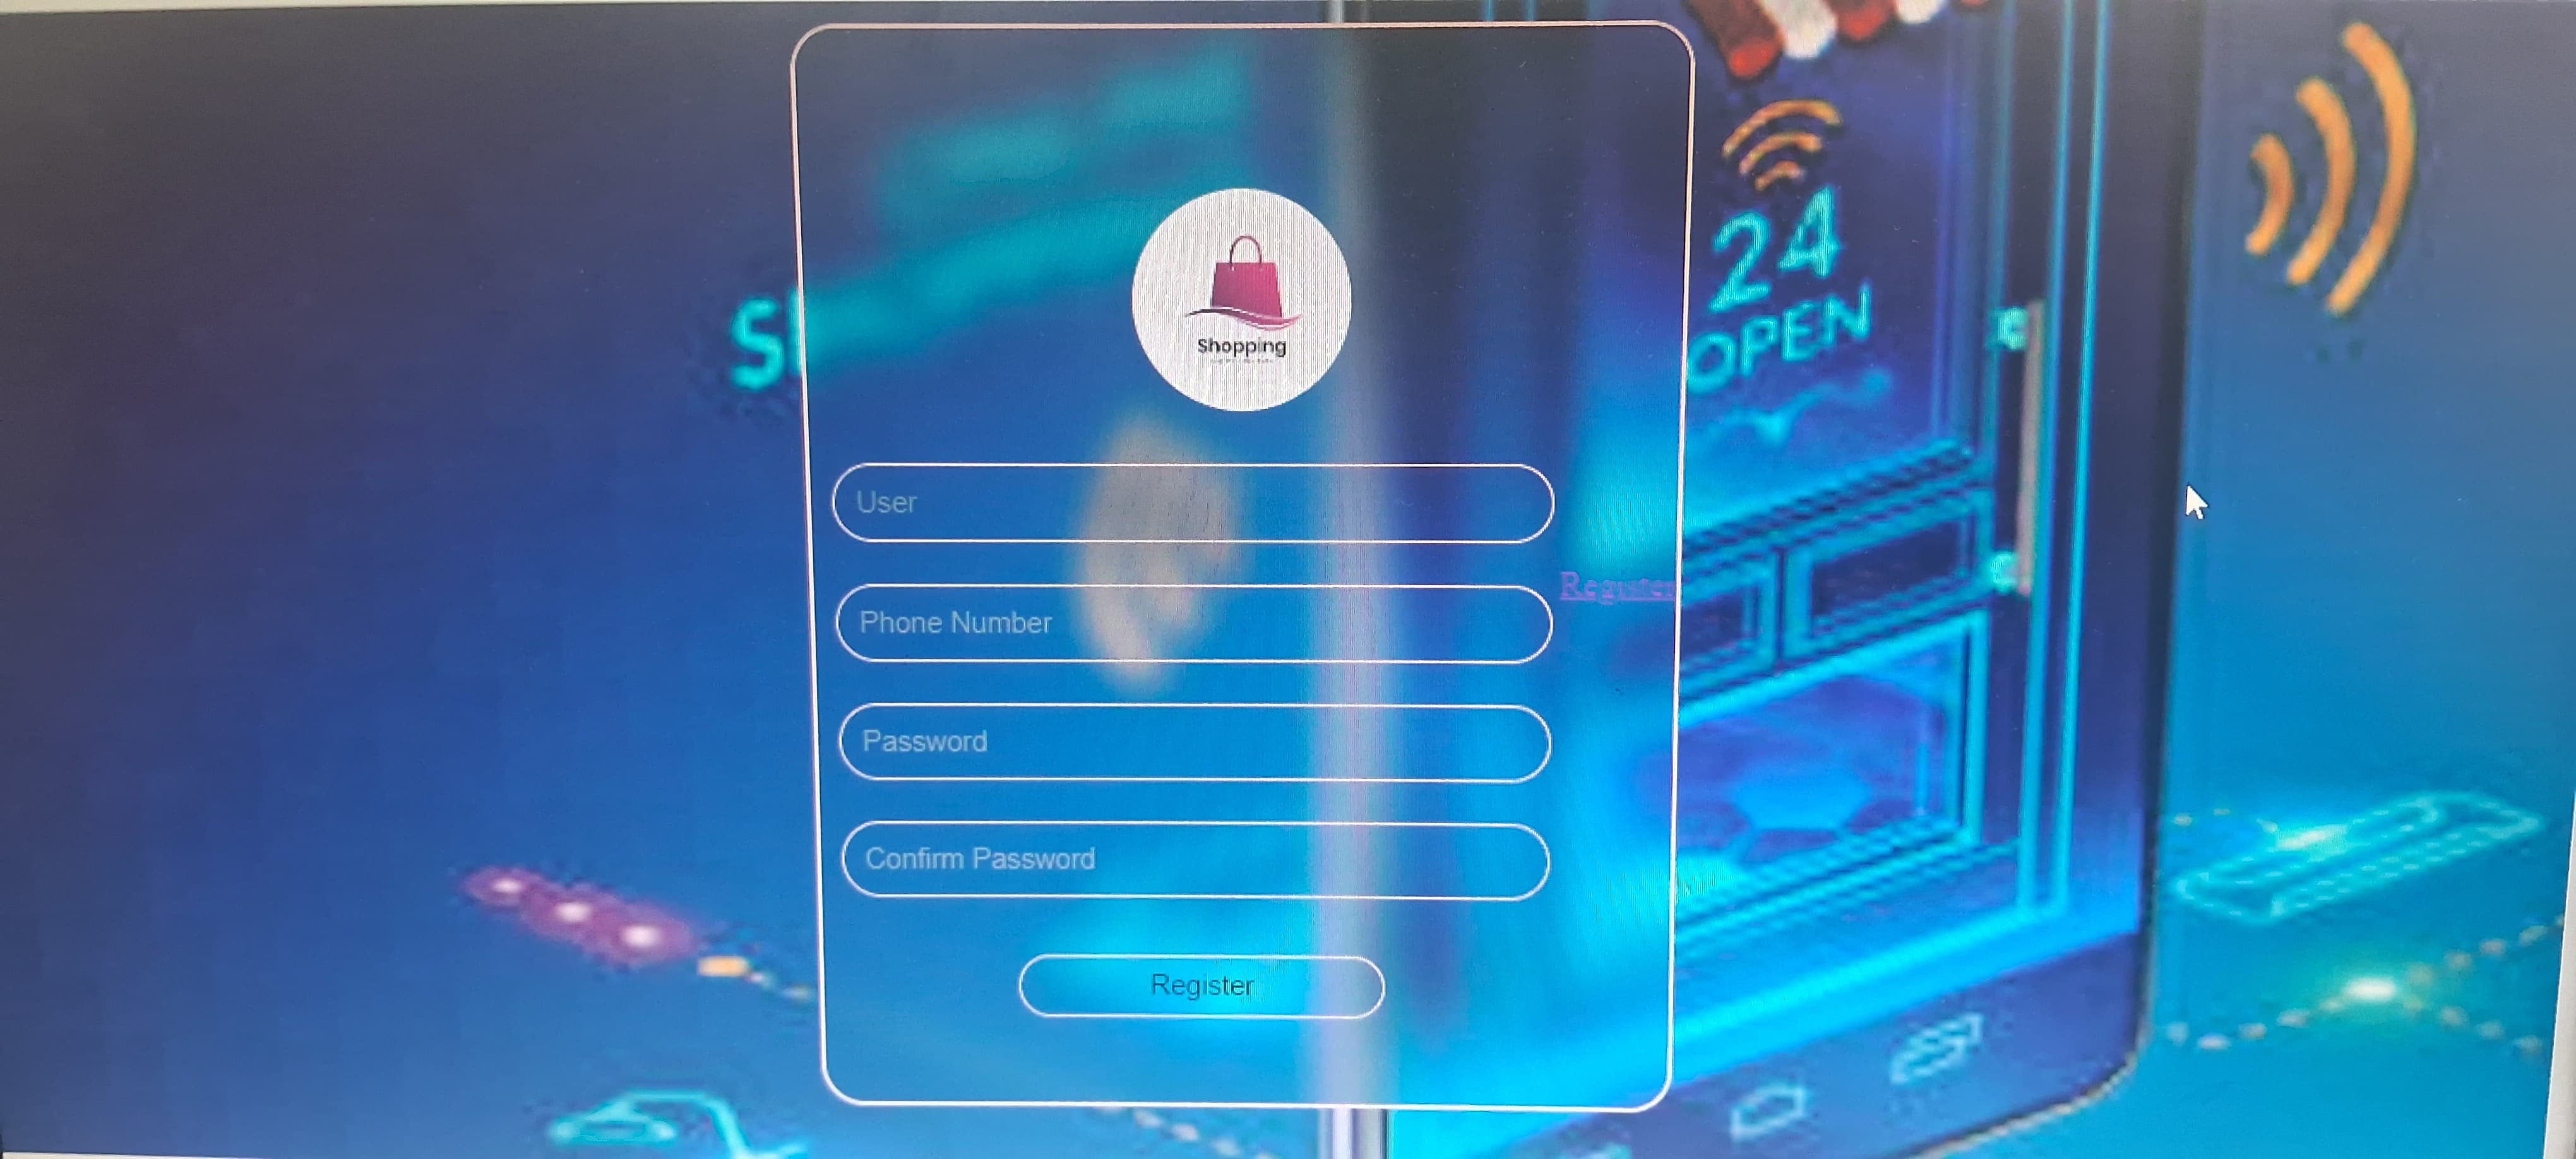 24
OPEN
Shopping
User
Register
Phone Number
Password
Confirm Password
Register